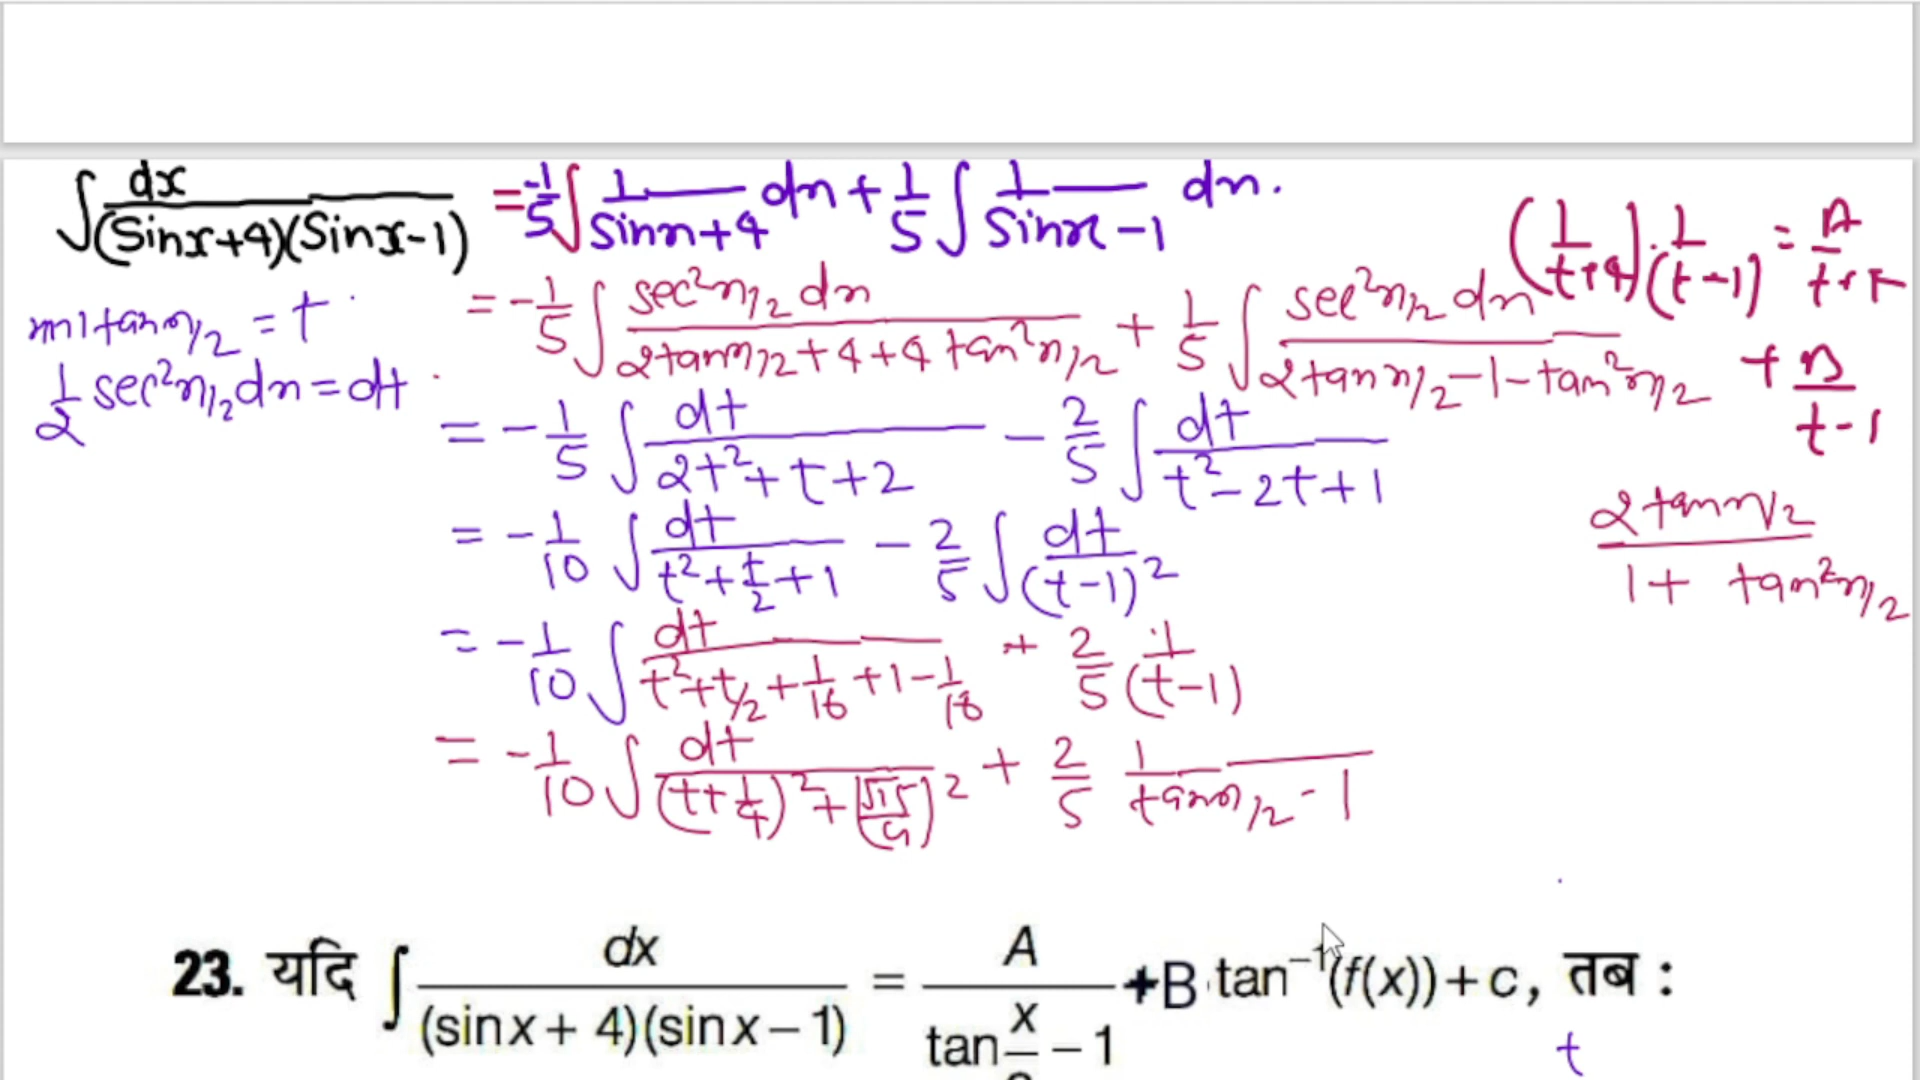 ∫ dx/((Sinx+4)(Sinx-1)) = -1/5 ∫ 1/(Sinx+4) dx + 1/5 ∫ 1/(Sinx-1) dx.
(1/(t+4)) · 1/(t-1) = A/(t+4
+ B/(t-1
tan x/2 = t
1/2 sec²x/2 dx = dt
= -1/5 ∫ sec²x/2 dx/(2tanx/2 + 4 + 4 tan²x/2) + 1/5 ∫ sec²x/2 dx/(2tanx/2 - 1 - tan²x/2)
= -1/5 ∫ dt/(2t² + t + 2) - 2/5 ∫ dt/(t² - 2t + 1)
= -1/10 ∫ dt/(t² + t/2 + 1) - 2/5 ∫ dt/(t-1)²
2tanx/2/(1 + tan²x/2)
= -1/10 ∫ dt/(t² + t/2 + 1/16 + 1 - 1/16) + 2/5 1/(t-1)
= -1/10 ∫ dt/((t + 1/4)² + (√15/4)²) + 2/5 1/(tanx/2 - 1)
23. यदि ∫ dx/((sinx + 4)(sinx – 1)) = A/(tan x/2 – 1) + B tan⁻¹(f(x)) + c, तब :
t